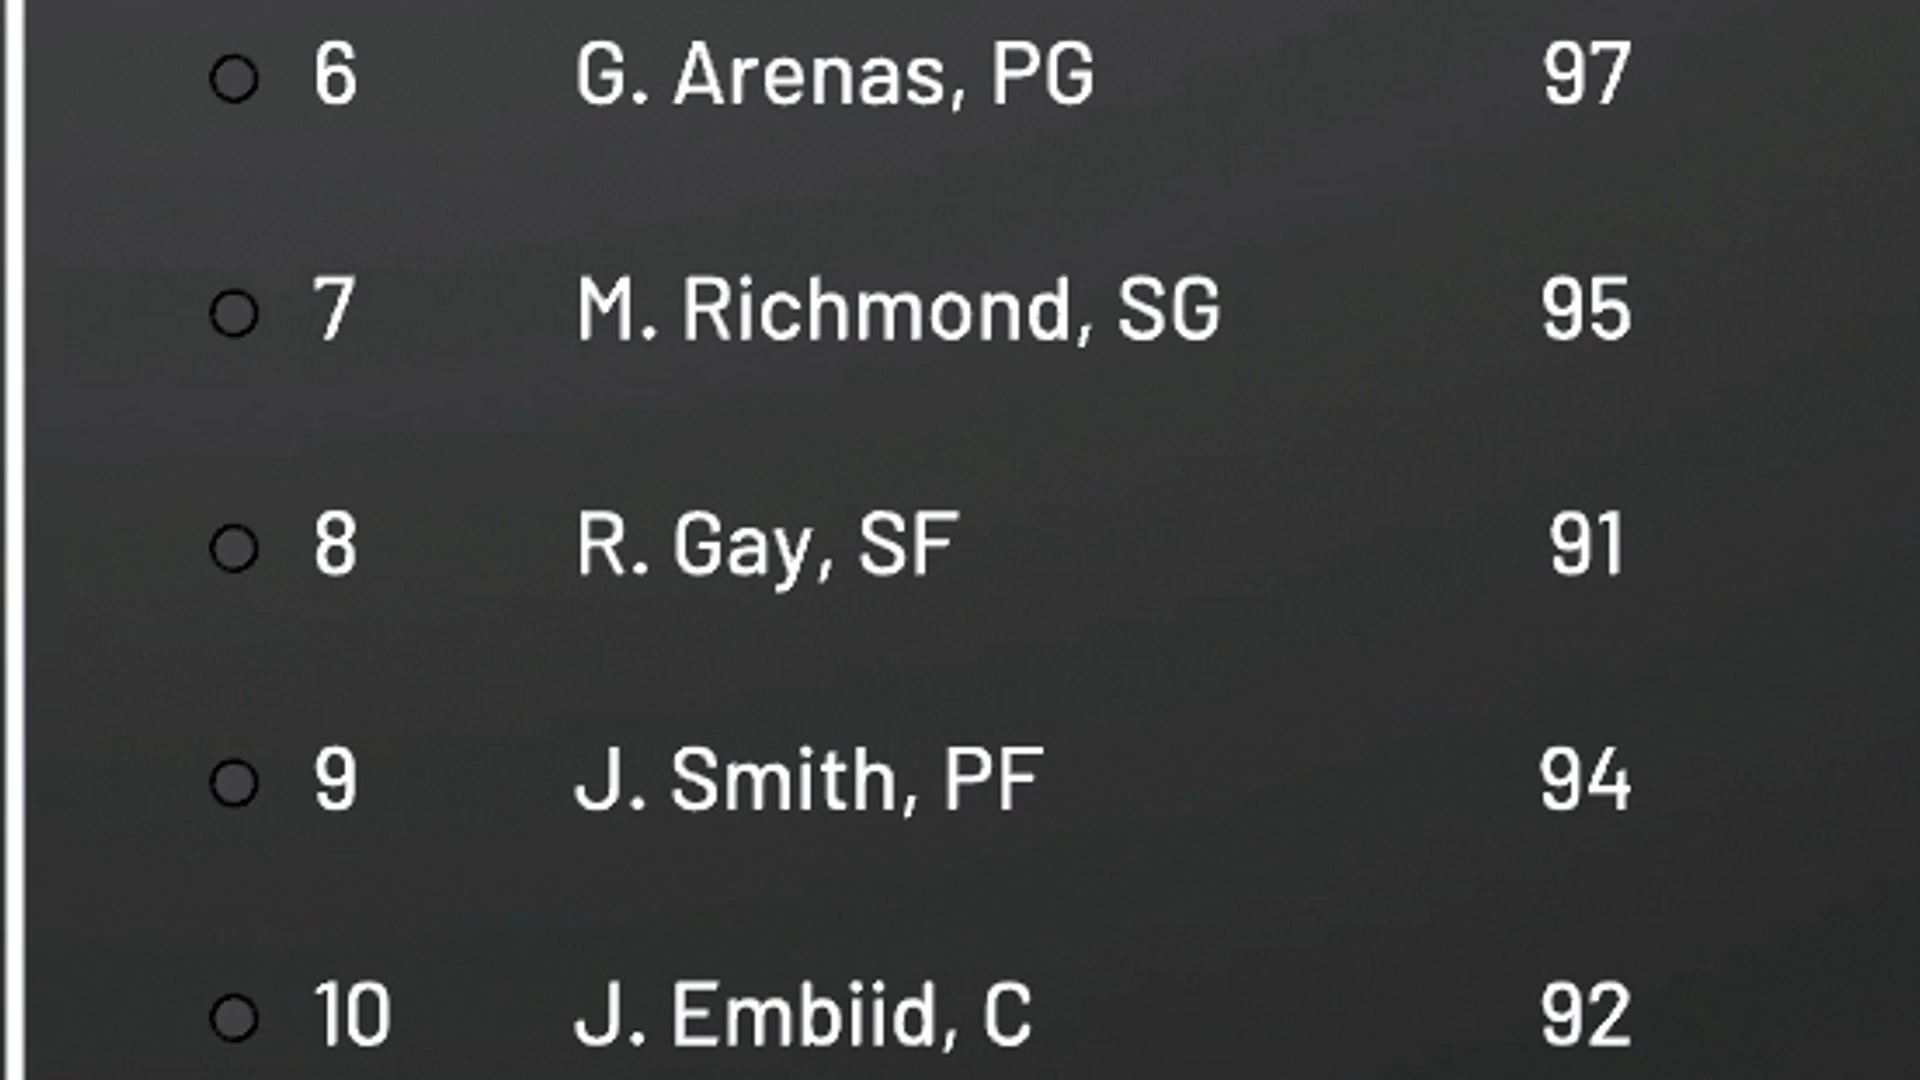 6 G. Arenas, PG 97
7 M. Richmond, SG 95
8 R. Gay, SF 91
9 J. Smith, PF 94
10 J. Embiid, C 92